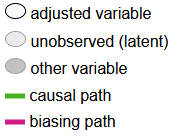 adjusted variable
unobserved (latent)
other variable
causal path
biasing path